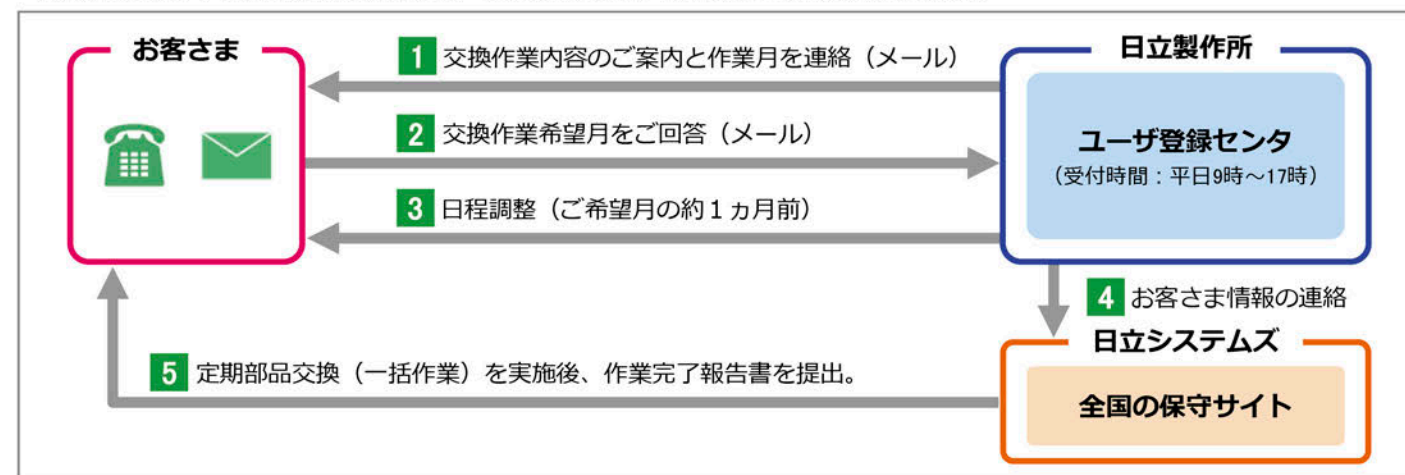 お客さま
日立製作所
1 交換作業内容のご案内と作業月を連絡（メール）
2 交換作業希望月をご回答（メール）
ユーザ登録センタ
（受付時間：平日9時～17時）
3 日程調整（ご希望月の約１ヵ月前）
4 お客さま情報の連絡
日立システムズ
5 定期部品交換（一括作業）を実施後、作業完了報告書を提出。
全国の保守サイト